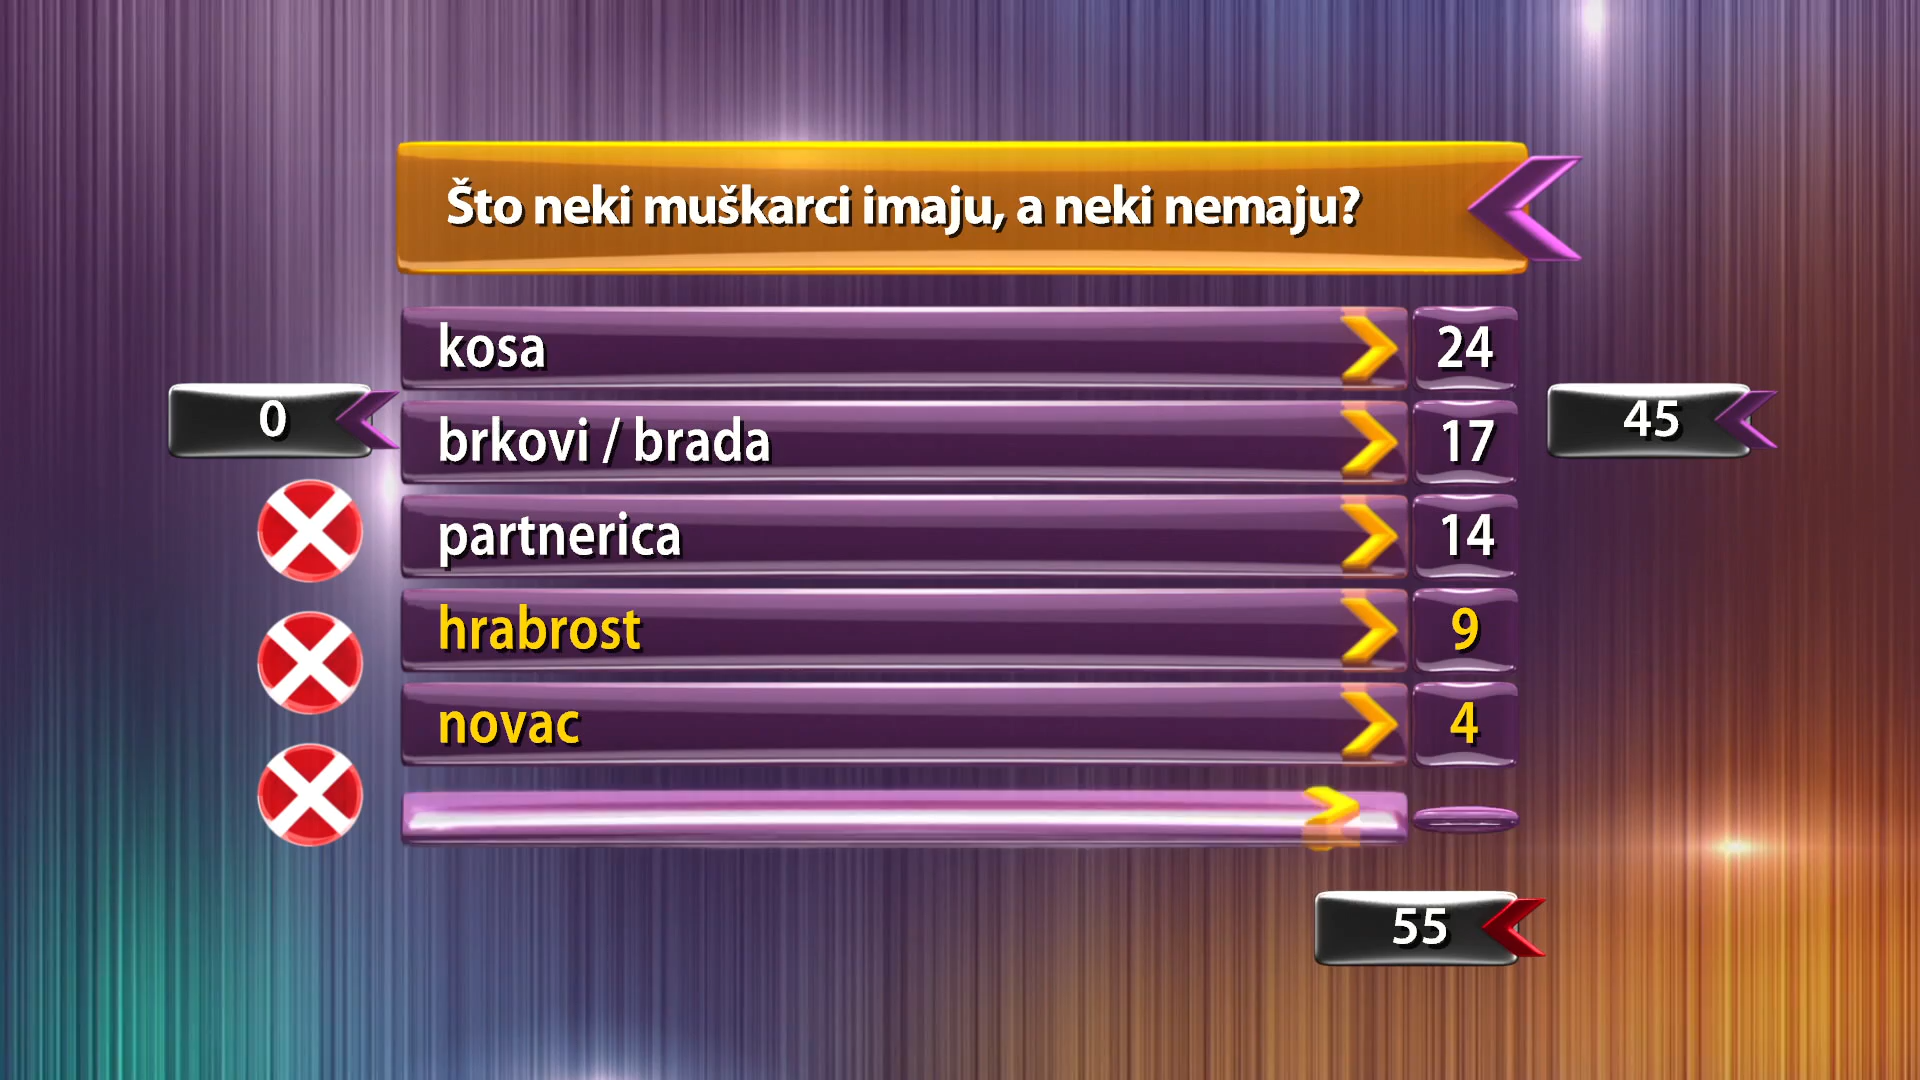 Što neki muškarci imaju, a neki nemaju?
kosa 24
0
brkovi / brada 17
45
partnerica 14
hrabrost 9
novac 4
55